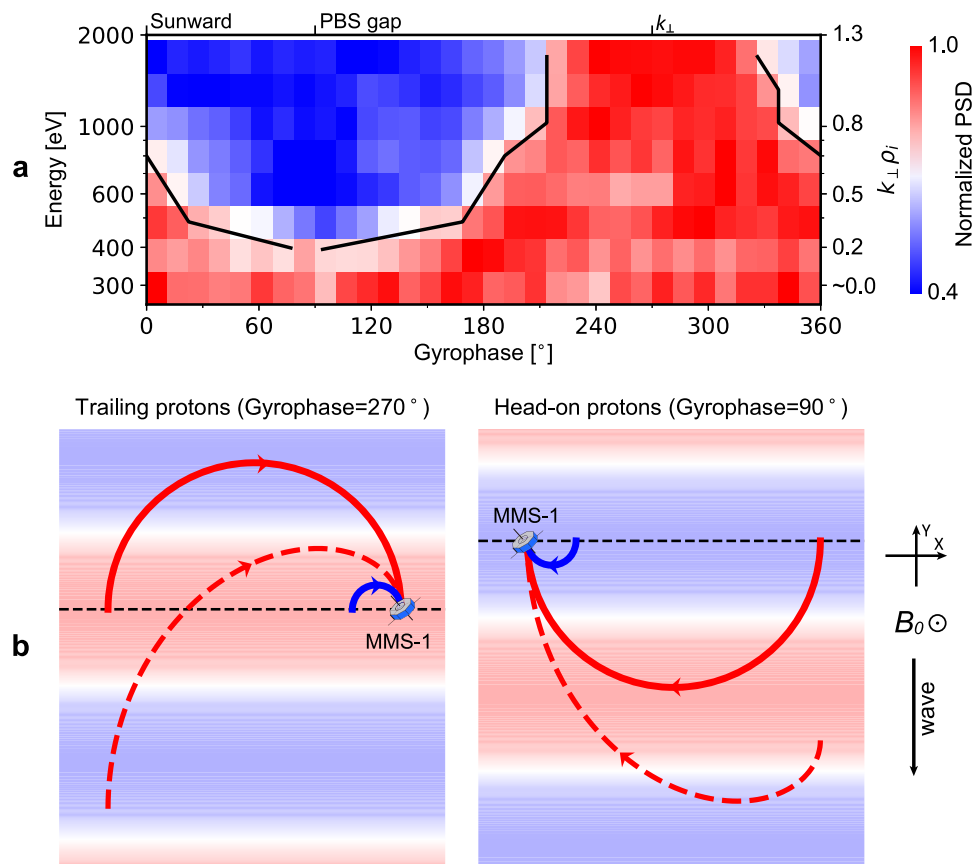 Sunward PBS gap k⊥
a
Energy [eV]
2000
1000
600
400
300
1.3
0.8
0.5
0.2
~0.0
k⊥ρi
1.0
0.4
Normalized PSD
0 60 120 180 240 300 360
Gyrophase [°]
b
Trailing protons (Gyrophase=270°)
Head-on protons (Gyrophase=90°)
MMS-1
MMS-1
Y
X
B0⊙
wave